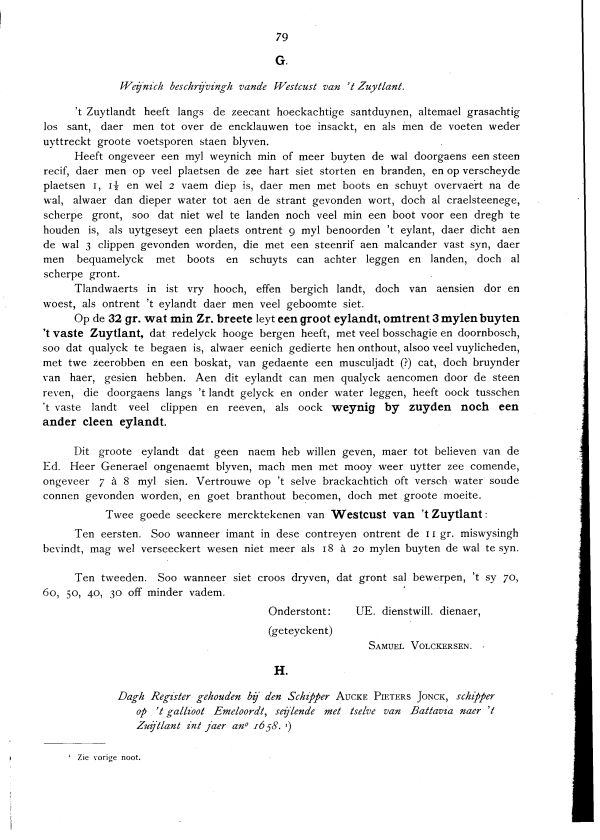 79
G.
Weijnich beschrijvingh vande Westcust van 't Zuytlant.
't Zuytlandt heeft langs de zeecant hoeckachtige santduynen, altemael grasachtig
los sant, daer men tot over de encklauwen toe insackt, en als men de voeten weder
uyttreckt groote voetsporen staen blyven.
Heeft ongeveer een myl weynich min of meer buyten de wal doorgaens een steen
recif, daer men op veel plaetsen de zee hart siet storten en branden, en op verscheyde
plaetsen 1, 1½ en wel 2 vaem diep is, daer men met boots en schuyt overvaert na de
wal, alwaer dan dieper water tot aen de strant gevonden wort, doch al craelsteenege,
scherpe gront, soo dat niet wel te landen noch veel min een boot voor een dregh te
houden is, als uytgeseyt een plaets ontrent 9 myl benoorden 't eylant, daer dicht aen
de wal 3 clippen gevonden worden, die met een steenrif aen malcander vast syn, daer
men bequamelyck met boots en schuyts can achter leggen en landen, doch al
scherpe gront.
Tlandwaerts in ist vry hooch, effen bergich landt, doch van aensien dor en
woest, als ontrent 't eylandt daer men veel geboomte siet.
Op de 32 gr. wat min Zr. breete leyt een groot eylandt, omtrent 3 mylen buyten
't vaste Zuytlant, dat redelyck hooge bergen heeft, met veel bosschagie en doornbosch,
soo dat qualyck te begaen is, alwaer eenich gedierte hen onthout, alsoo veel vuylicheden,
met twe zeerobben en een boskat, van gedaente een musculjadt (?) cat, doch bruynder
van haer, gesien hebben. Aen dit eylandt can men qualyck aencomen door de steen
reven, die doorgaens langs 't landt gelyck en onder water leggen, heeft oock tusschen
't vaste landt veel clippen en reeven, als oock weynig by zuyden noch een
ander cleen eylandt.
Dit groote eylandt dat geen naem heb willen geven, maer tot believen van de
Ed. Heer Generael ongenaemt blyven, mach men met mooy weer uytter zee comende,
ongeveer 7 à 8 myl sien. Vertrouwe op 't selve brackachtich oft versch water soude
connen gevonden worden, en goet branthout becomen, doch met groote moeite.
Twee goede seeckere mercktekenen van Westcust van 't Zuytlant:
Ten eersten. Soo wanneer imant in dese contreyen ontrent de 11 gr. miswysingh
bevindt, mag wel verseeckert wesen niet meer als 18 à 20 mylen buyten de wal te syn.
Ten tweeden. Soo wanneer siet croos dryven, dat gront sal bewerpen, 't sy 70,
60, 50, 40, 30 off minder vadem.
Onderstont: UE. dienstwill. dienaer,
(geteyckent)
SAMUEL VOLCKERSEN.
H.
Dagh Register gehouden bij den Schipper AUCKE PIETERS JONCK, schipper
op 't gallioot Emeloordt, seijlende met tselve van Battavia naer 't
Zuijtlant int jaer anº 1658. ¹)
¹ Zie vorige noot.